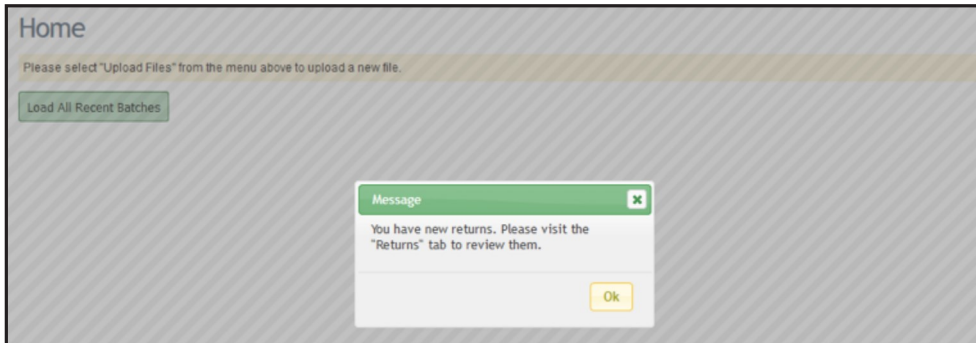 Home
Please select "Upload Files" from the menu above to upload a new file.
Load All Recent Batches
Message
You have new returns. Please visit the
"Returns" tab to review them.
Ok